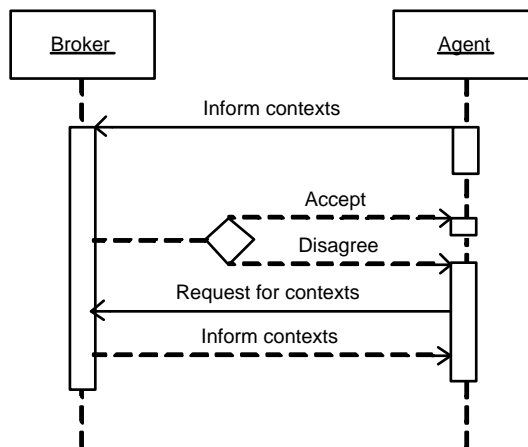 Broker
Agent
Inform contexts
Accept
Disagree
Request for contexts
Inform contexts